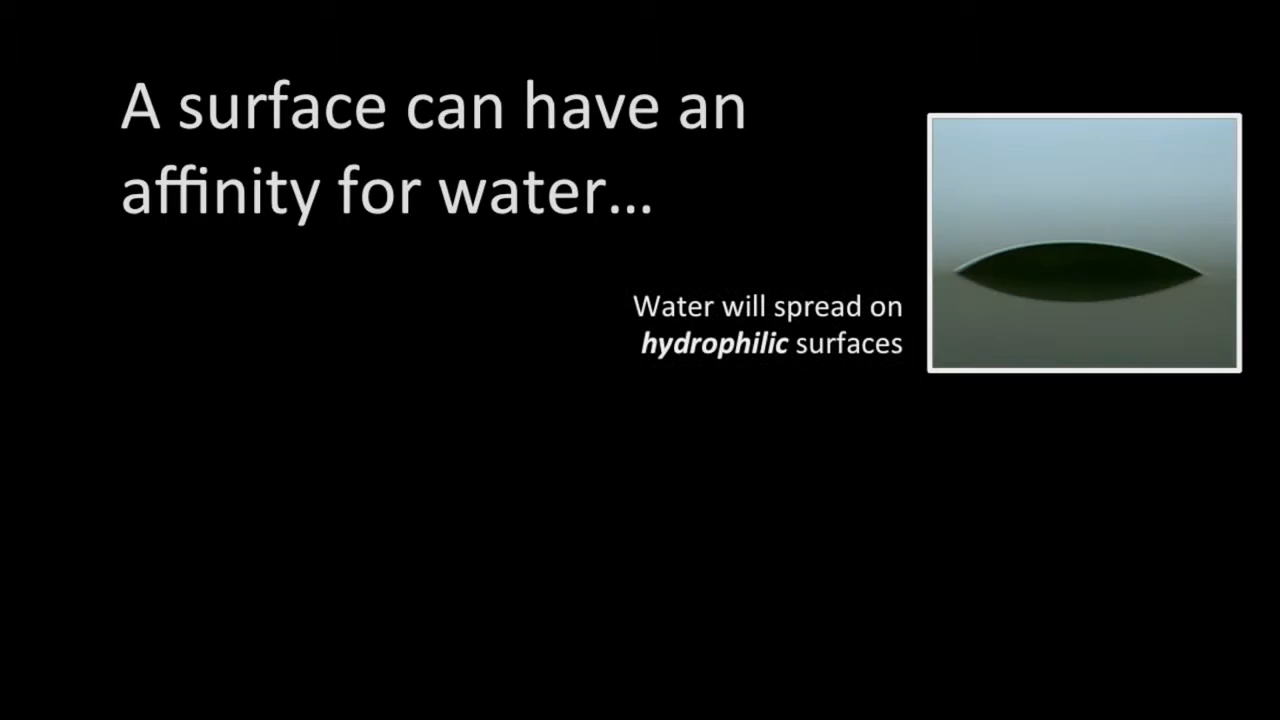 A surface can have an
affinity for water...
Water will spread on
hydrophilic surfaces